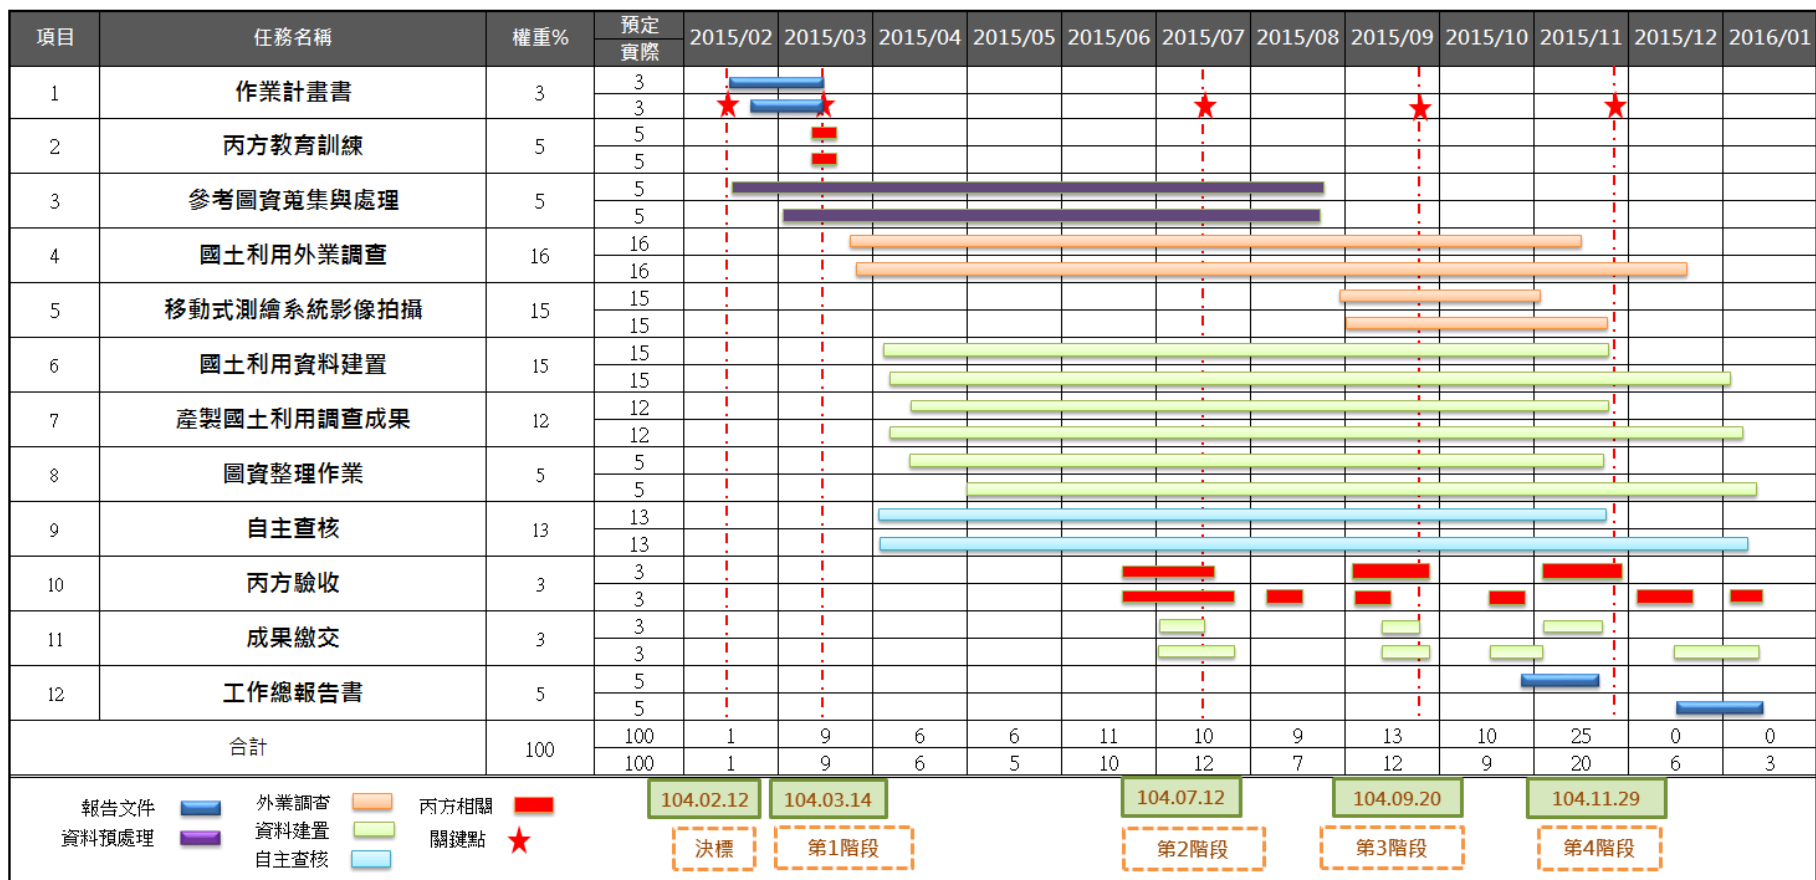 項目 任務名稱 權重% 預定 2015/02 2015/03 2015/04 2015/05 2015/06 2015/07 2015/08 2015/09 2015/10 2015/11 2015/12 2016/01
實際
1 作業計畫書 3 3
3
2 丙方教育訓練 5 5
5
3 參考圖資蒐集與處理 5 5
5
4 國土利用外業調查 16 16
16
5 移動式測繪系統影像拍攝 15 15
15
6 國土利用資料建置 15 15
15
7 產製國土利用調查成果 12 12
12
8 圖資整理作業 5 5
5
9 自主查核 13 13
13
10 丙方驗收 3 3
3
11 成果繳交 3 3
3
12 工作總報告書 5 5
5
合計 100 100 1 9 6 6 11 10 9 13 10 25 0 0
100 1 9 6 5 10 12 7 12 9 20 6 3
報告文件 外業調查 丙方相關 104.02.12 104.03.14 104.07.12 104.09.20 104.11.29
資料預處理 資料建置 關鍵點 決標 第1階段 第2階段 第3階段 第4階段
自主查核